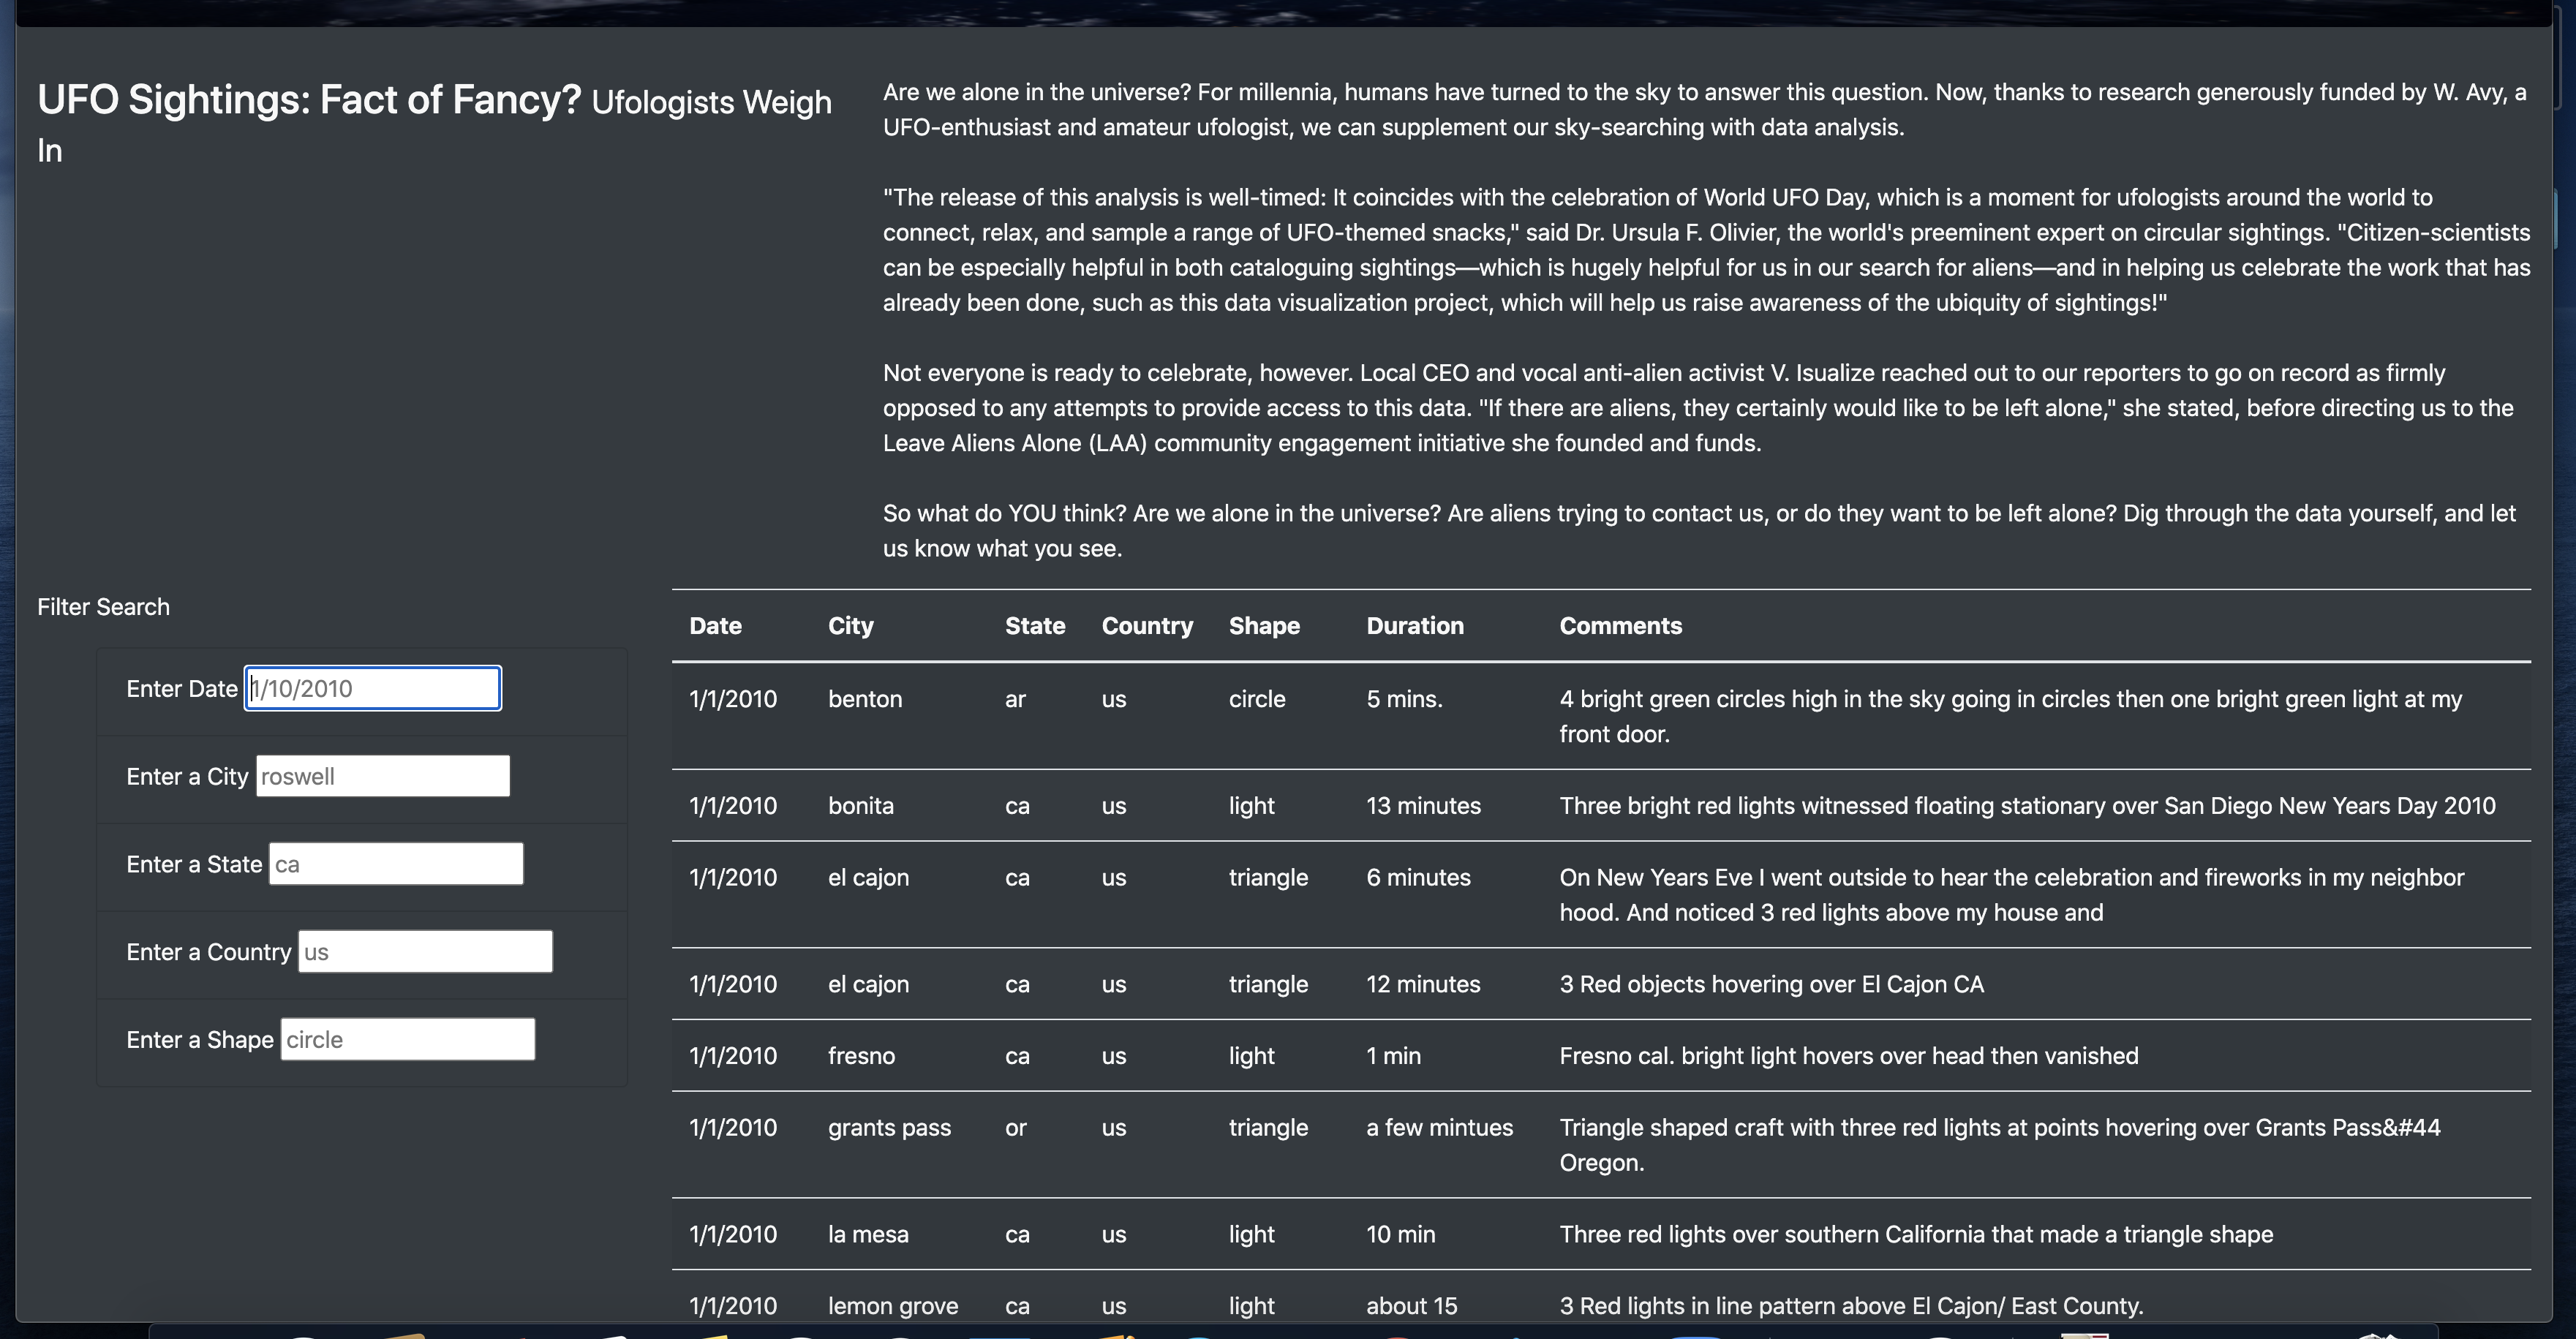 UFO Sightings: Fact of Fancy? Ufologists Weigh
In
Are we alone in the universe? For millennia, humans have turned to the sky to answer this question. Now, thanks to research generously funded by W. Avy, a
UFO-enthusiast and amateur ufologist, we can supplement our sky-searching with data analysis.
"The release of this analysis is well-timed: It coincides with the celebration of World UFO Day, which is a moment for ufologists around the world to
connect, relax, and sample a range of UFO-themed snacks," said Dr. Ursula F. Olivier, the world's preeminent expert on circular sightings. "Citizen-scientists
can be especially helpful in both cataloguing sightings—which is hugely helpful for us in our search for aliens—and in helping us celebrate the work that has
already been done, such as this data visualization project, which will help us raise awareness of the ubiquity of sightings!"
Not everyone is ready to celebrate, however. Local CEO and vocal anti-alien activist V. Isualize reached out to our reporters to go on record as firmly
opposed to any attempts to provide access to this data. "If there are aliens, they certainly would like to be left alone," she stated, before directing us to the
Leave Aliens Alone (LAA) community engagement initiative she founded and funds.
So what do YOU think? Are we alone in the universe? Are aliens trying to contact us, or do they want to be left alone? Dig through the data yourself, and let
us know what you see.
Filter Search
Enter Date 1/10/2010
Enter a City roswell
Enter a State ca
Enter a Country us
Enter a Shape circle
Date City State Country Shape Duration Comments
1/1/2010 benton ar us circle 5 mins. 4 bright green circles high in the sky going in circles then one bright green light at my
front door.
1/1/2010 bonita ca us light 13 minutes Three bright red lights witnessed floating stationary over San Diego New Years Day 2010
1/1/2010 el cajon ca us triangle 6 minutes On New Years Eve I went outside to hear the celebration and fireworks in my neighbor
hood. And noticed 3 red lights above my house and
1/1/2010 el cajon ca us triangle 12 minutes 3 Red objects hovering over El Cajon CA
1/1/2010 fresno ca us light 1 min Fresno cal. bright light hovers over head then vanished
1/1/2010 grants pass or us triangle a few mintues Triangle shaped craft with three red lights at points hovering over Grants Pass&#44
Oregon.
1/1/2010 la mesa ca us light 10 min Three red lights over southern California that made a triangle shape
1/1/2010 lemon grove ca us light about 15 3 Red lights in line pattern above El Cajon/ East County.